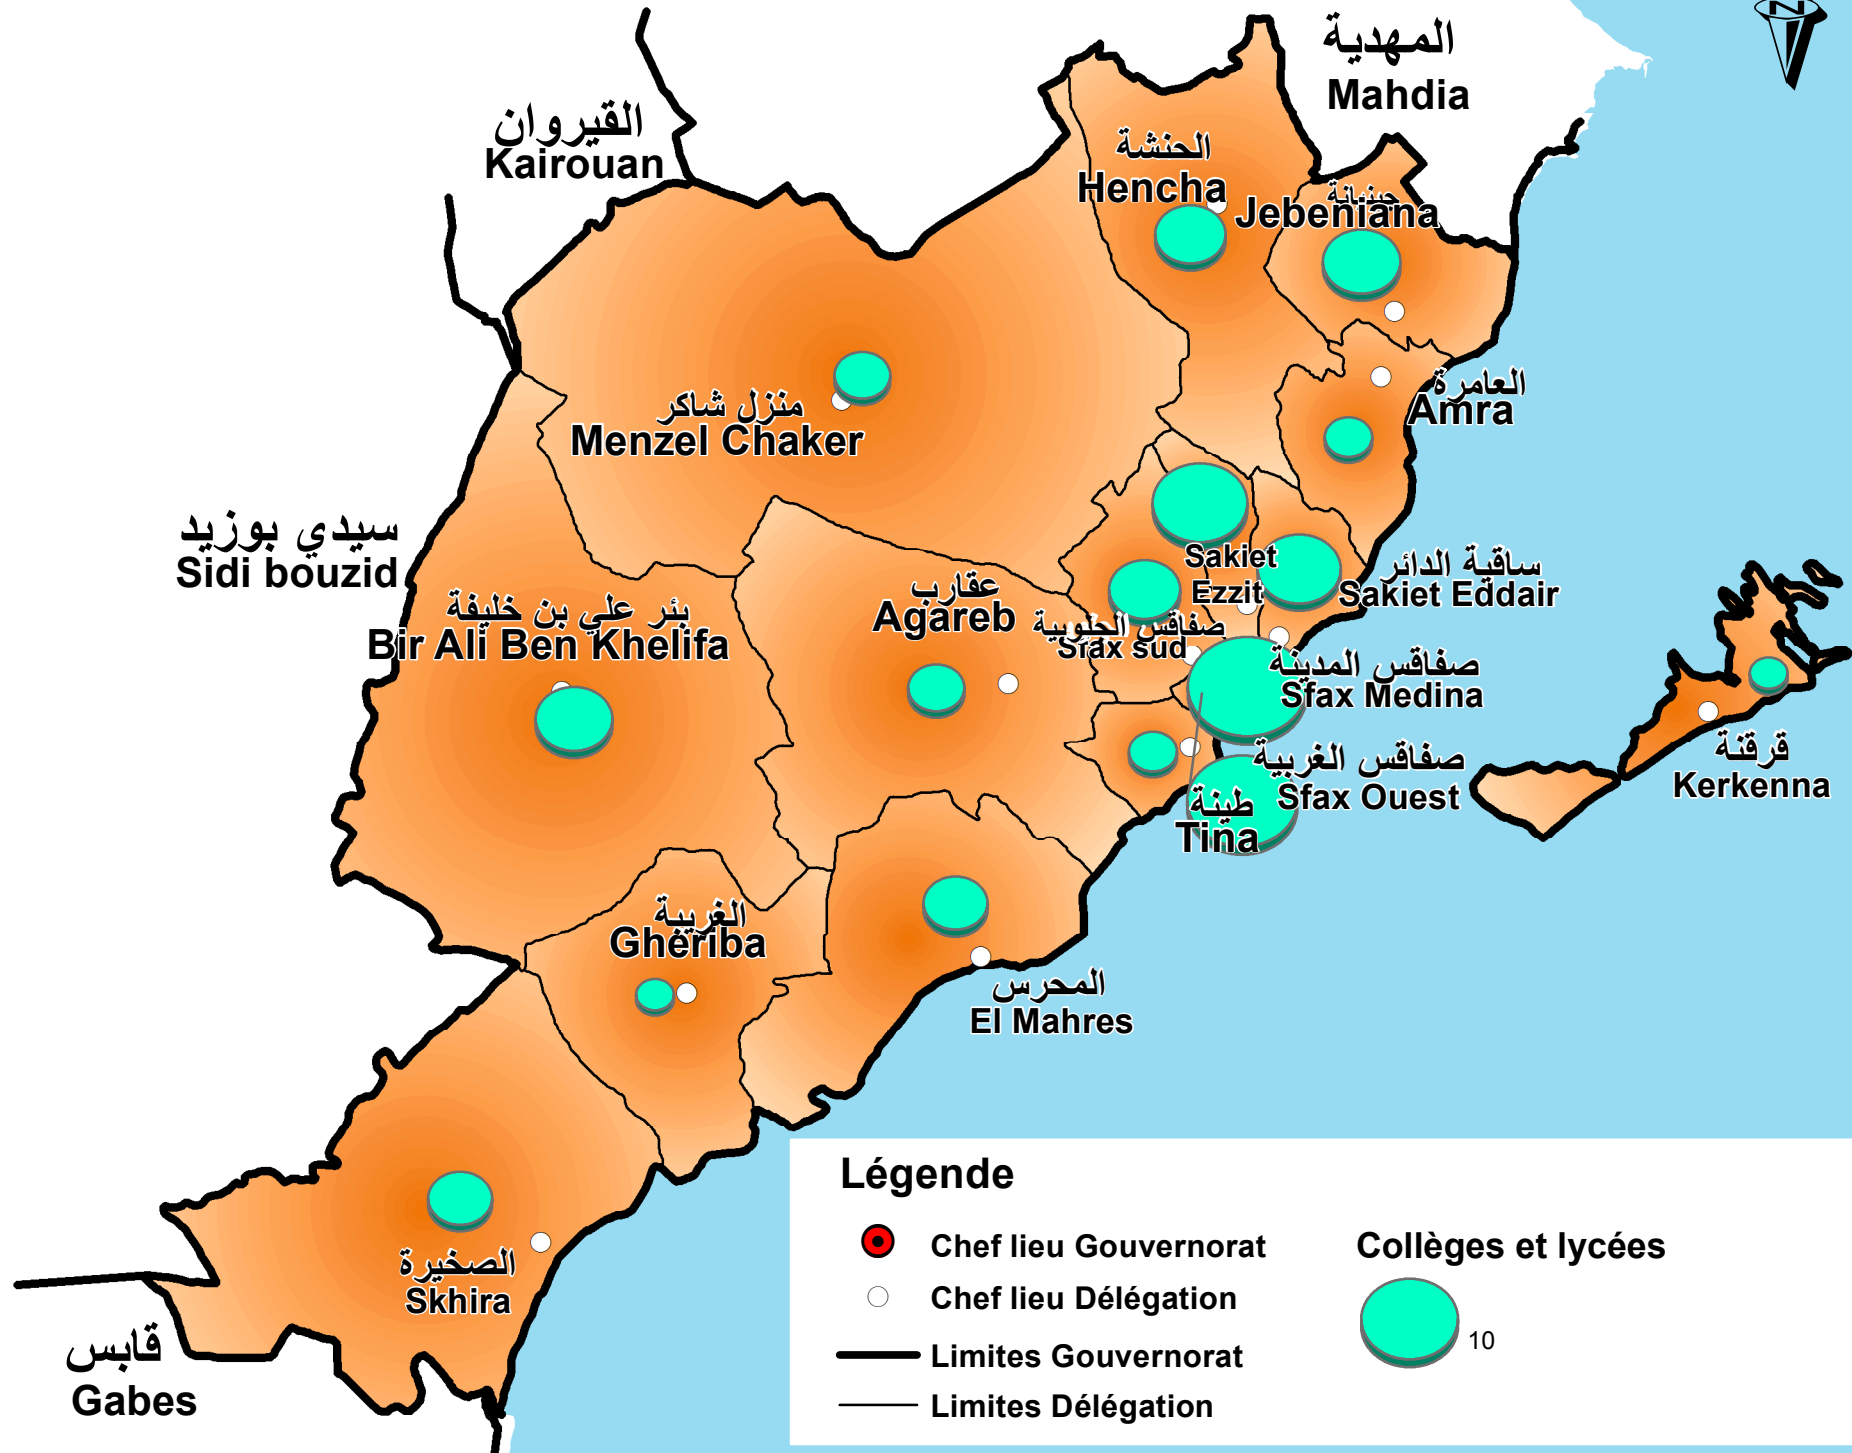 N
المهدية
Mahdia
القيروان
Kairouan
الحنشة
Hencha
جبنيانة
Jebeniana
منزل شاكر
Menzel Chaker
العامرة
Amra
سيدي بوزيد
Sidi bouzid
بئر علي بن خليفة
Bir Ali Ben Khelifa
عقارب
Agareb
Sakiet
Ezzit
ساقية الدائر
Sakiet Eddair
صفاقس الجنوبية
Sfax sud
صفاقس المدينة
Sfax Medina
صفاقس الغربية
Sfax Ouest
طينة
Tina
قرقنة
Kerkenna
الغريبة
Gheriba
المحرس
El Mahres
الصخيرة
Skhira
قابس
Gabes
Légende
Chef lieu Gouvernorat
Chef lieu Délégation
Limites Gouvernorat
Limites Délégation
Collèges et lycées
10